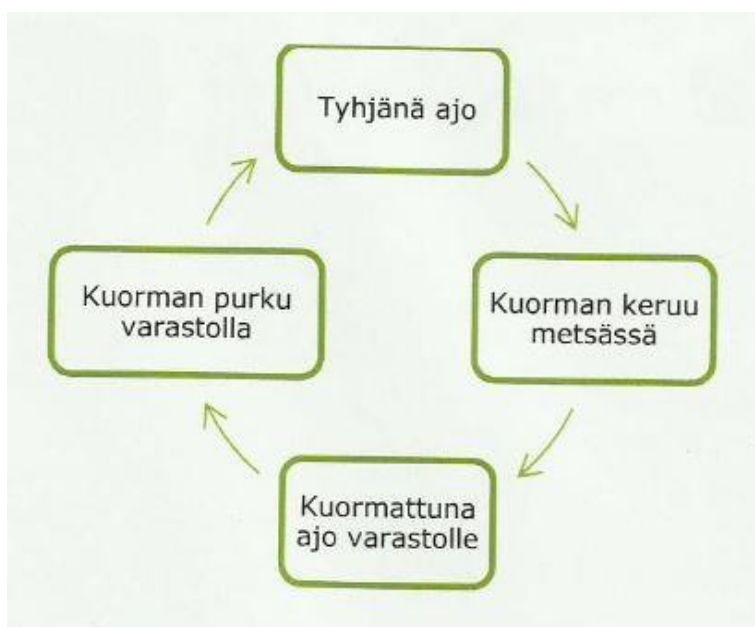 Tyhjänä ajo
Kuorman keruu
metsässä
Kuormattuna
ajo varastolle
Kuorman purku
varastolla